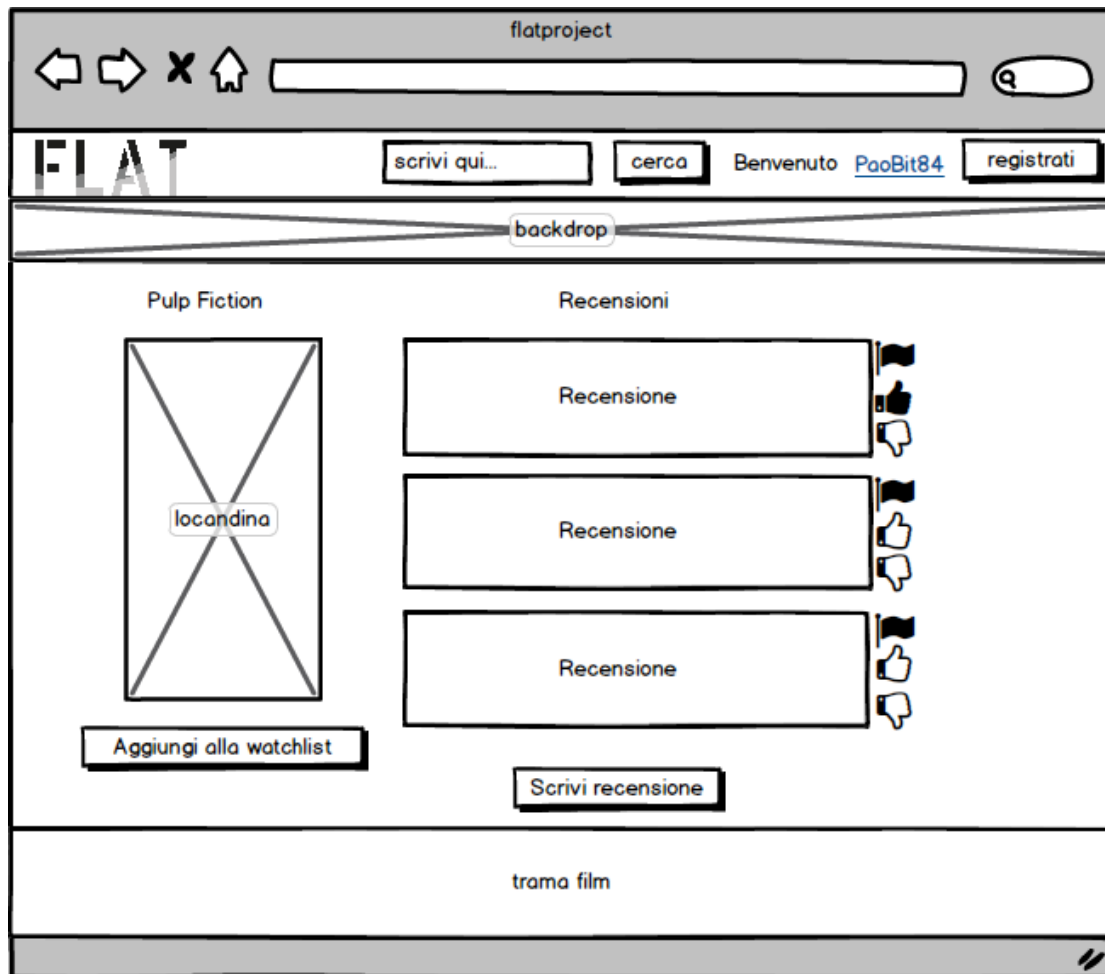 flatproject
FLAT
scrivi qui...
cerca
Benvenuto PaoBit84
registrati
backdrop
Pulp Fiction
Recensioni
locandina
Recensione
Recensione
Recensione
Aggiungi alla watchlist
Scrivi recensione
trama film